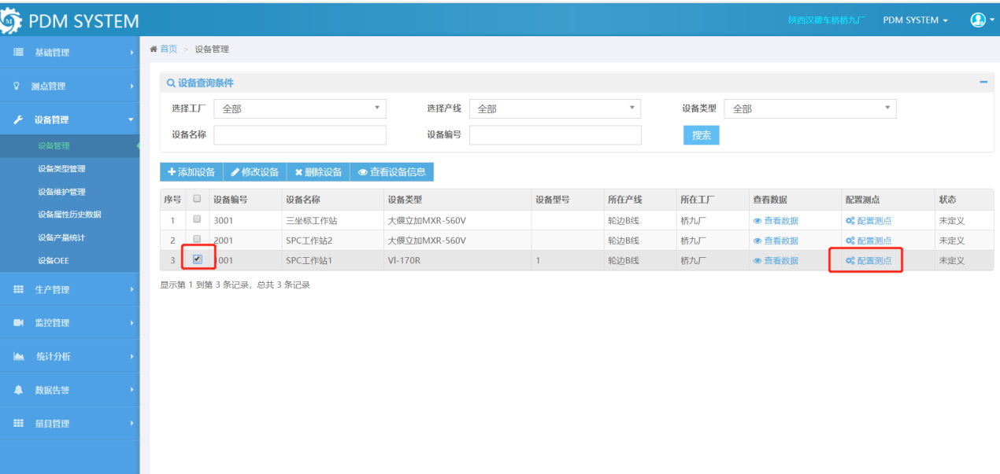 PDM SYSTEM
陕西汉德车桥桥九厂 PDM SYSTEM
基础管理
测点管理
设备管理
设备管理
设备类型管理
设备维护管理
设备属性历史数据
设备产量统计
设备OEE
生产管理
监控管理
统计分析
数据告警
量具管理
首页 > 设备管理
设备查询条件
选择工厂 全部 选择产线 全部 设备类型 全部
设备名称 设备编号 搜索
添加设备 修改设备 删除设备 查看设备信息
序号 设备编号 设备名称 设备类型 设备型号 所在产线 所在工厂 查看数据 配置测点 状态
1 3001 三坐标工作站 大偎立加MXR-560V 轮边B线 桥九厂 查看数据 配置测点 未定义
2 2001 SPC工作站2 大偎立加MXR-560V 轮边B线 桥九厂 查看数据 配置测点 未定义
3 1001 SPC工作站1 VI-170R 1 轮边B线 桥九厂 查看数据 配置测点 未定义
显示第 1 到第 3 条记录，总共 3 条记录